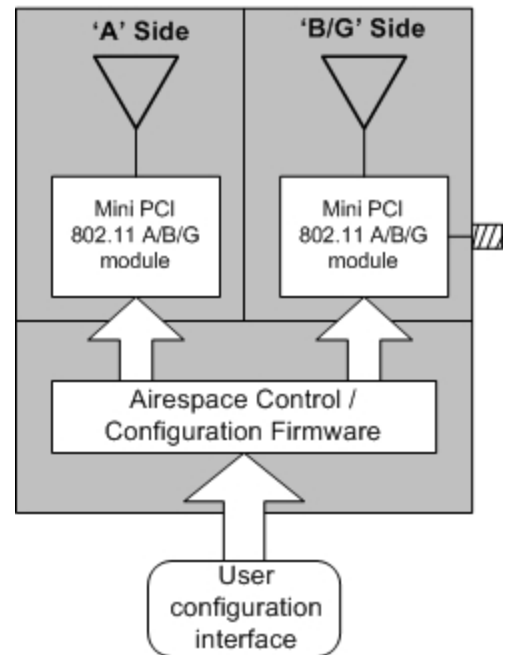 ‘A’ Side
‘B/G’ Side
Mini PCI
802.11 A/B/G
module
Mini PCI
802.11 A/B/G
module
Airespace Control /
Configuration Firmware
User
configuration
interface